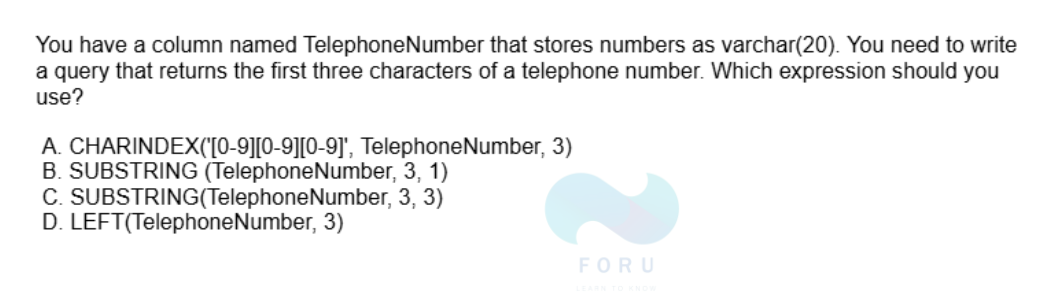 You have a column named TelephoneNumber that stores numbers as varchar(20). You need to write
a query that returns the first three characters of a telephone number. Which expression should you
use?
A. CHARINDEX('[0-9][0-9][0-9]', TelephoneNumber, 3)
B. SUBSTRING (TelephoneNumber, 3, 1)
C. SUBSTRING(TelephoneNumber, 3, 3)
D. LEFT(TelephoneNumber, 3)
FORU